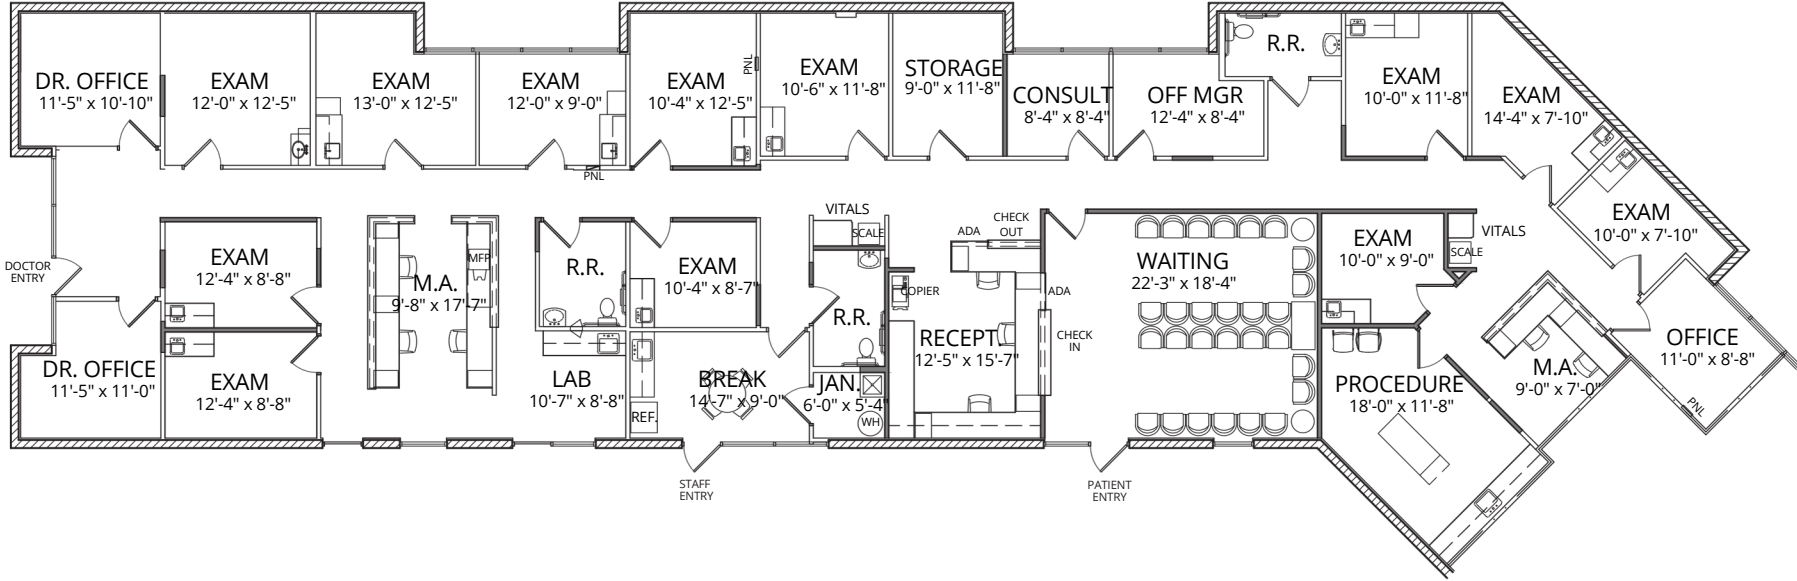 DR. OFFICE
11'-5" x 10'-10"
EXAM
12'-0" x 12'-5"
EXAM
13'-0" x 12'-5"
EXAM
12'-0" x 9'-0"
PNL
EXAM
10'-4" x 12'-5"
PNL
EXAM
10'-6" x 11'-8"
STORAGE
9'-0" x 11'-8"
CONSULT
8'-4" x 8'-4"
OFF MGR
12'-4" x 8'-4"
R.R.
EXAM
10'-0" x 11'-8"
EXAM
14'-4" x 7'-10"
EXAM
10'-0" x 7'-10"
DOCTOR
ENTRY
EXAM
12'-4" x 8'-8"
M.A.
9'-8" x 17'-7"
MFP
R.R.
EXAM
10'-4" x 8'-7"
VITALS
SCALE
R.R.
COPIER
ADA
CHECK
OUT
ADA
RECEPT
12'-5" x 15'-7"
CHECK
IN
WAITING
22'-3" x 18'-4"
EXAM
10'-0" x 9'-0"
VITALS
SCALE
OFFICE
11'-0" x 8'-8"
PNL
M.A.
9'-0" x 7'-0"
PROCEDURE
18'-0" x 11'-8"
DR. OFFICE
11'-5" x 11'-0"
EXAM
12'-4" x 8'-8"
LAB
10'-7" x 8'-8"
BREAK
14'-7" x 9'-0"
REF.
JAN.
6'-0" x 5'-4"
WH
STAFF
ENTRY
PATIENT
ENTRY